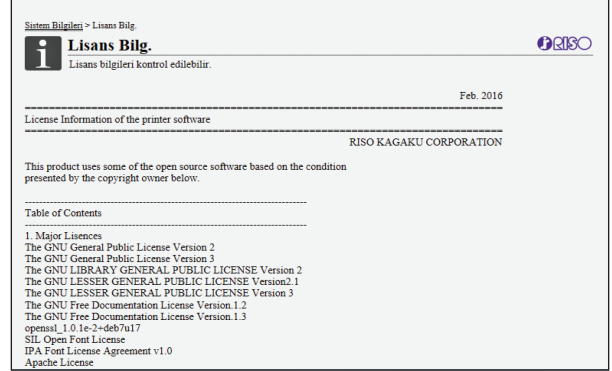 Sistem Bilgileri > Lisans Bilg.
Lisans Bilg.
RISO
Lisans bilgileri kontrol edilebilir.
Feb. 2016
================================================================================
License Information of the printer software
================================================================================
RISO KAGAKU CORPORATION
This product uses some of the open source software based on the condition
presented by the copyright owner below.
--------------------------------------------------------------------------------
Table of Contents
--------------------------------------------------------------------------------
1. Major Lisences
The GNU General Public License Version 2
The GNU General Public License Version 3
The GNU LIBRARY GENERAL PUBLIC LICENSE Version 2
The GNU LESSER GENERAL PUBLIC LICENSE Version2.1
The GNU LESSER GENERAL PUBLIC LICENSE Version 3
The GNU Free Documentation License Version.1.2
The GNU Free Documentation License Version.1.3
openssl_1.0.1e-2+deb7u17
SIL Open Font License
IPA Font License Agreement v1.0
Apache License